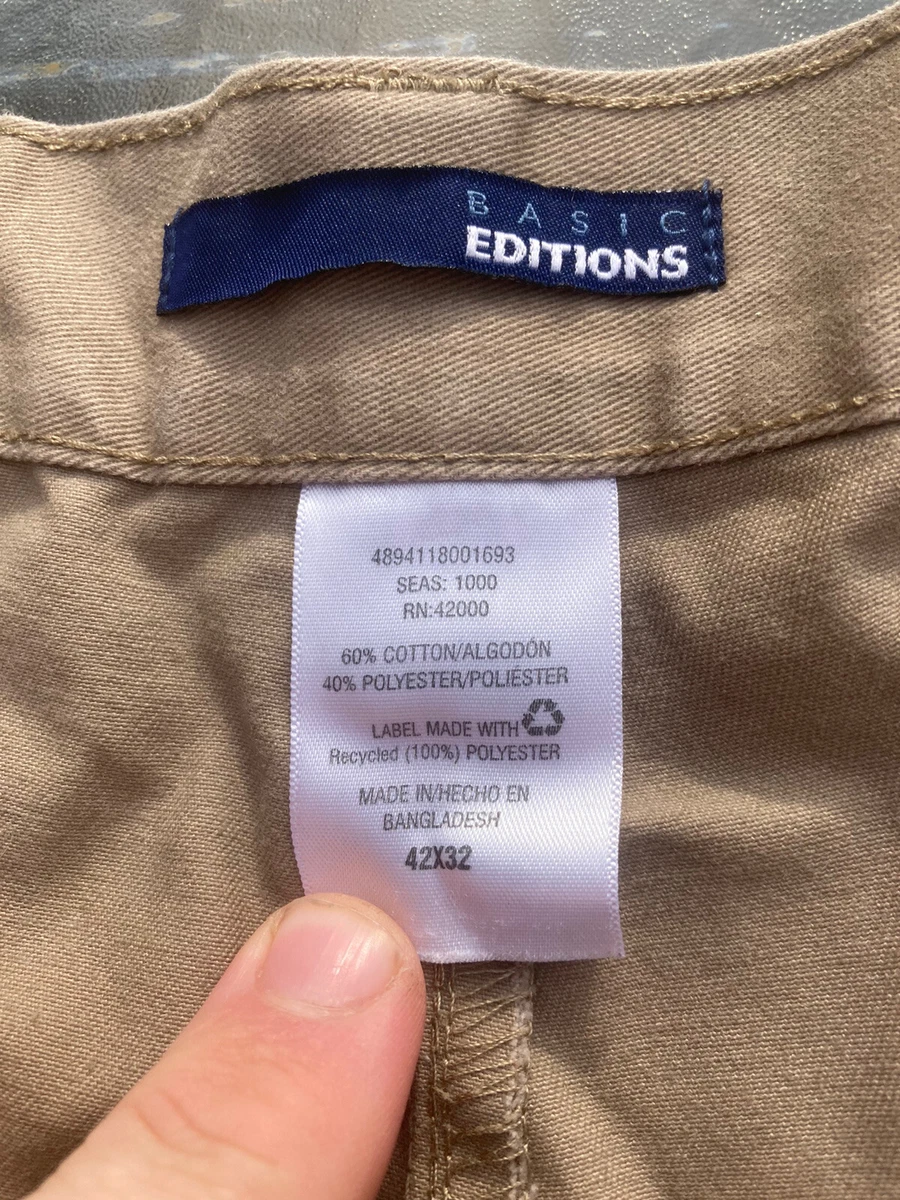 BASIC
EDITIONS
4894118001693
SEAS: 1000
RN:42000
60% COTTON/ALGODÓN
40% POLYESTER/POLIÉSTER
LABEL MADE WITH
Recycled (100%) POLYESTER
MADE IN/HECHO EN
BANGLADESH
42X32